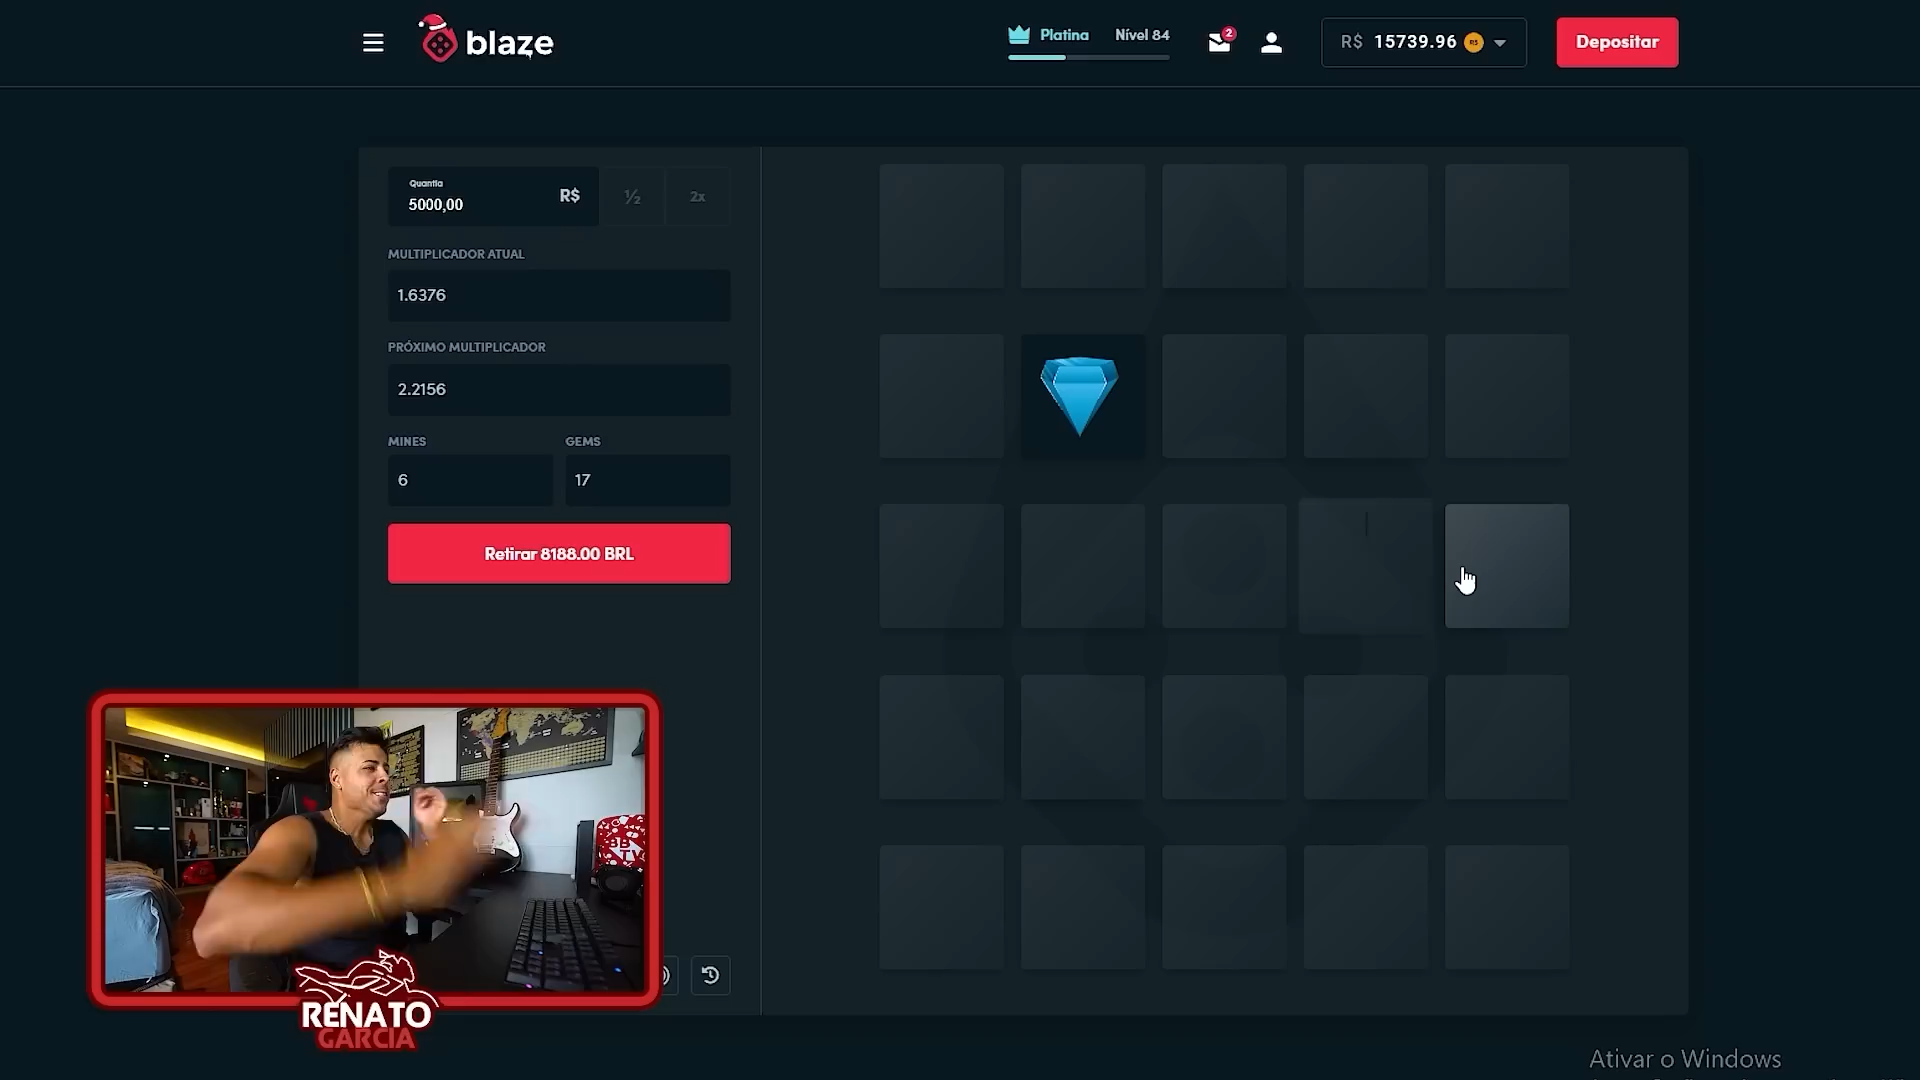 blaze
Platina
Nível 84
2
R$ 15739.96
Depositar
Quantia
5000,00
R$
½
2x
MULTIPLICADOR ATUAL
1.6376
PRÓXIMO MULTIPLICADOR
2.2156
MINES
GEMS
6
17
Retirar 8188.00 BRL
RENATO
GARCIA
Ativar o Windows